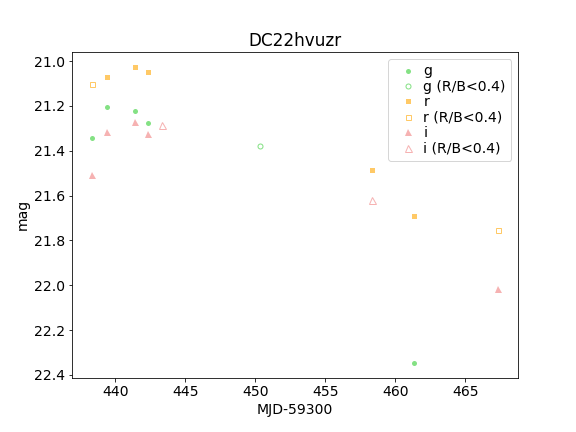 DC22hvuzr
21.0
21.2
21.4
21.6
21.8
22.0
22.2
22.4
mag
440
445
450
455
460
465
MJD-59300
g
g (R/B<0.4)
r
r (R/B<0.4)
i
i (R/B<0.4)